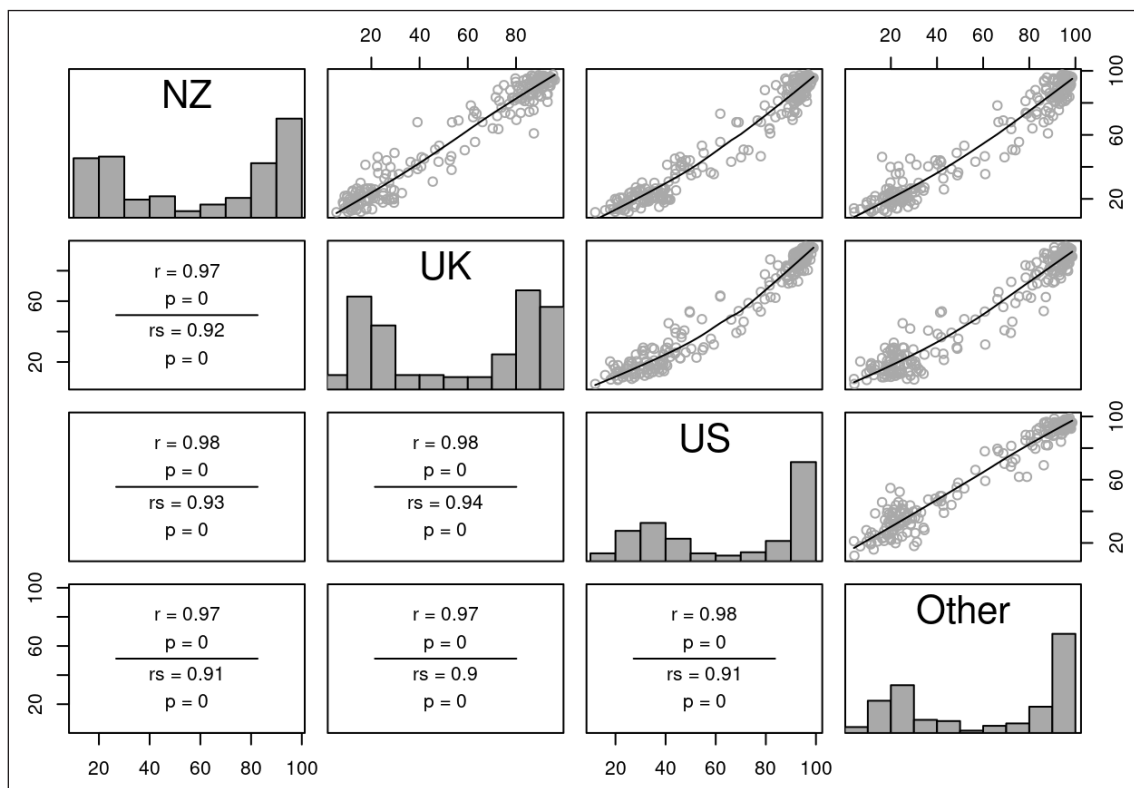 20 40 60 80
20 40 60 80 100
NZ
20 60 100
20 60
r = 0.97
p = 0
rs = 0.92
p = 0
UK
r = 0.98
p = 0
rs = 0.93
p = 0
r = 0.98
p = 0
rs = 0.94
p = 0
US
20 60 100
20 60 100
r = 0.97
p = 0
rs = 0.91
p = 0
r = 0.97
p = 0
rs = 0.9
p = 0
r = 0.98
p = 0
rs = 0.91
p = 0
Other
20 40 60 80 100
20 40 60 80 100